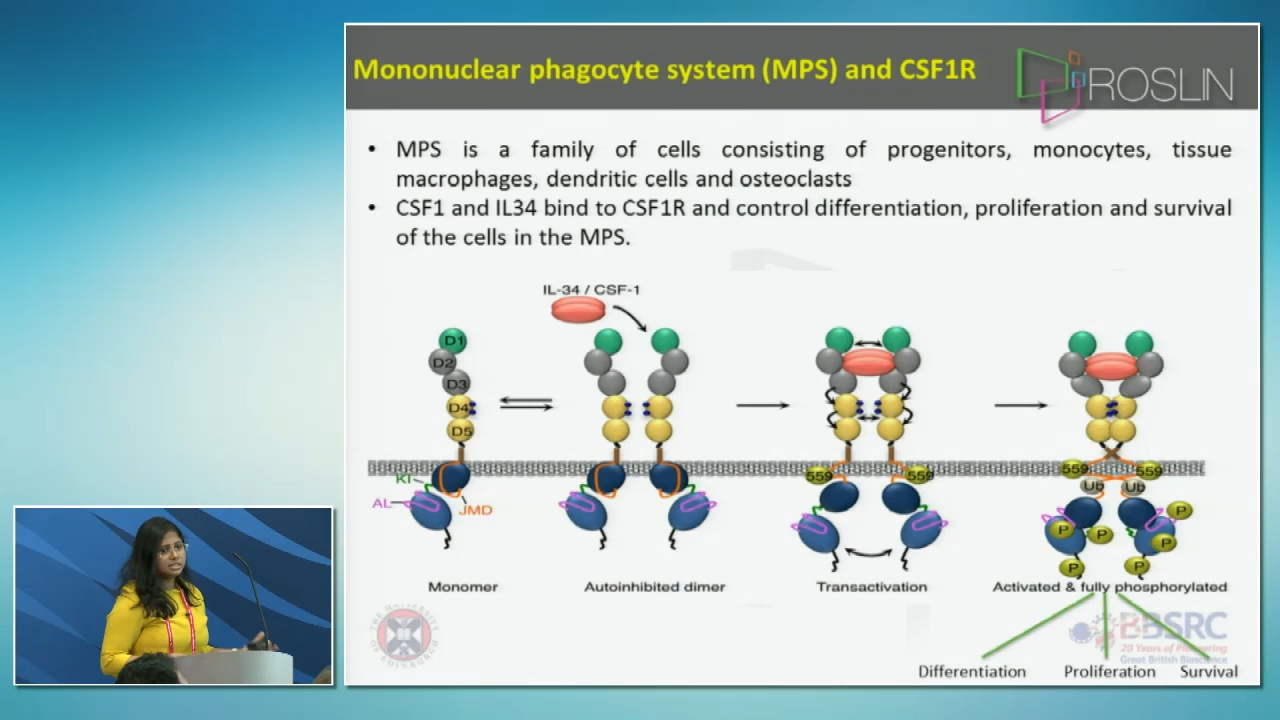 Mononuclear phagocyte system (MPS) and CSF1R
ROSLIN
• MPS is a family of cells consisting of progenitors, monocytes, tissue
macrophages, dendritic cells and osteoclasts
• CSF1 and IL34 bind to CSF1R and control differentiation, proliferation and survival
of the cells in the MPS.
IL-34 / CSF-1
D1
D2
D3
D4
D5
KI
AL
JMD
559
559
559
559
Ub
Ub
P
P
P
P
P
P
Monomer
Autoinhibited dimer
Transactivation
Activated & fully phosphorylated
THE UNIVERSITY
OF EDINBURGH
BBSRC
20 Years of Pioneering
Great British Bioscience
Differentiation
Proliferation
Survival